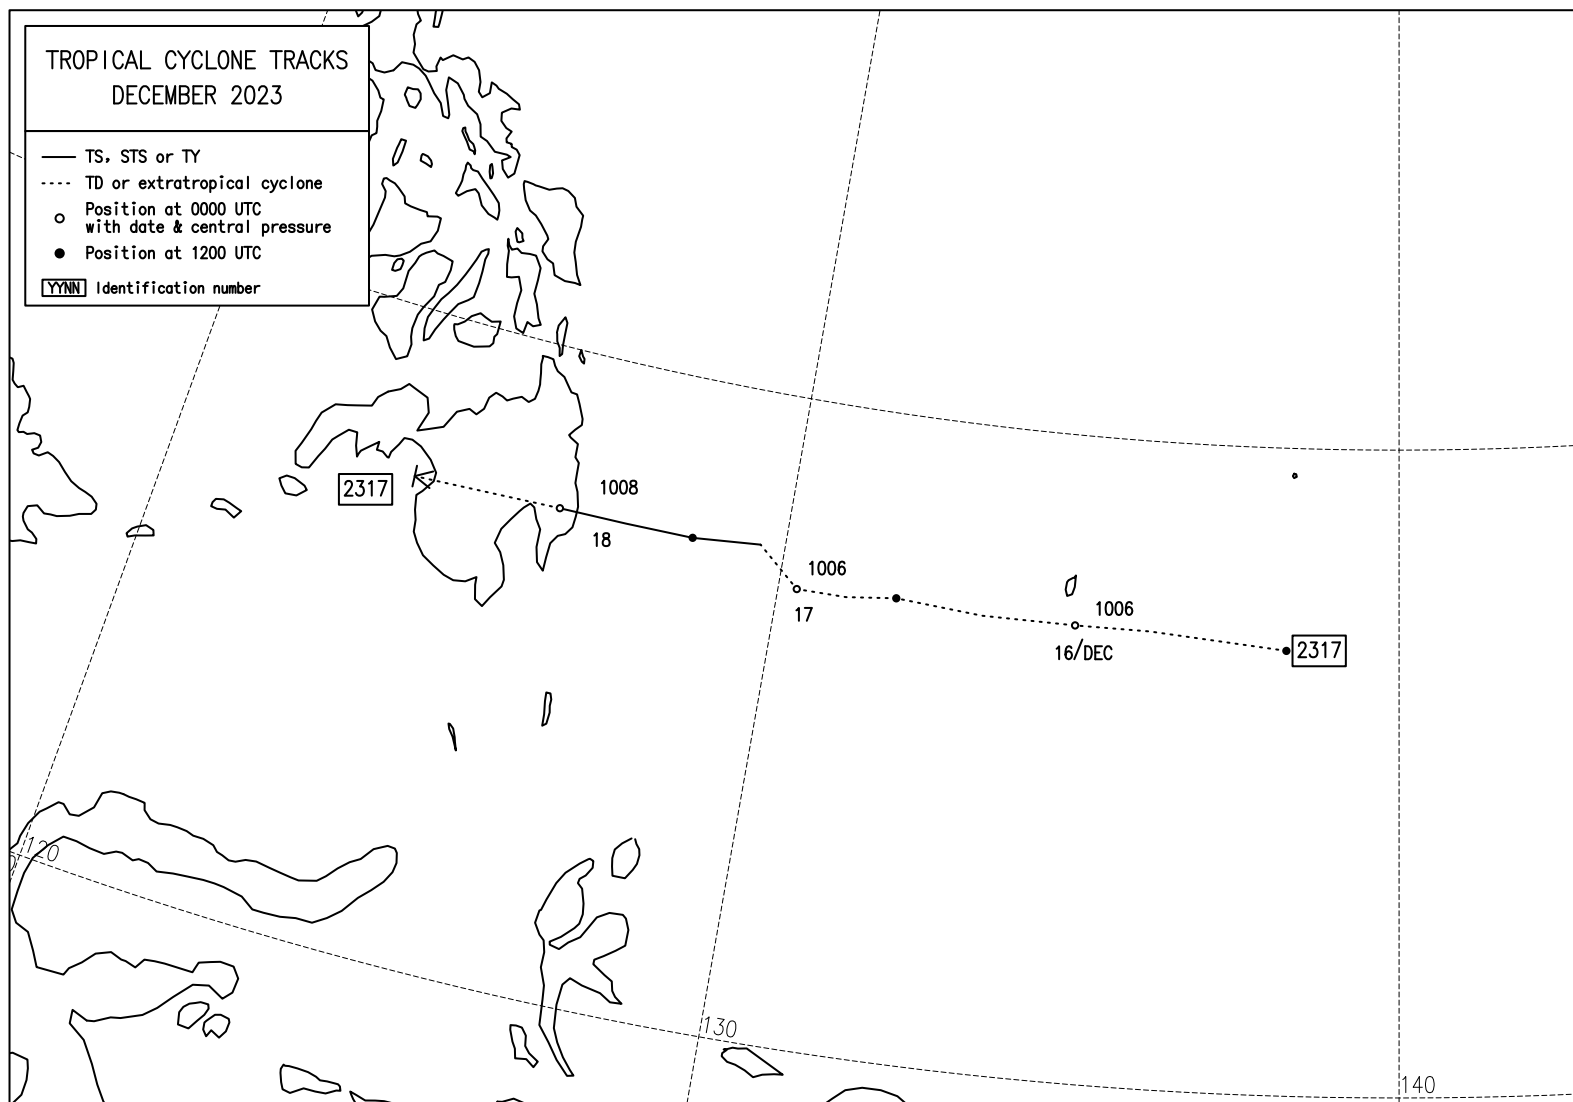 TROPICAL CYCLONE TRACKS
DECEMBER 2023
TS, STS or TY
TD or extratropical cyclone
Position at 0000 UTC
with date & central pressure
Position at 1200 UTC
YYNN Identification number
2317
1008
18
1006
17
1006
16/DEC
2317
0
120
130
140